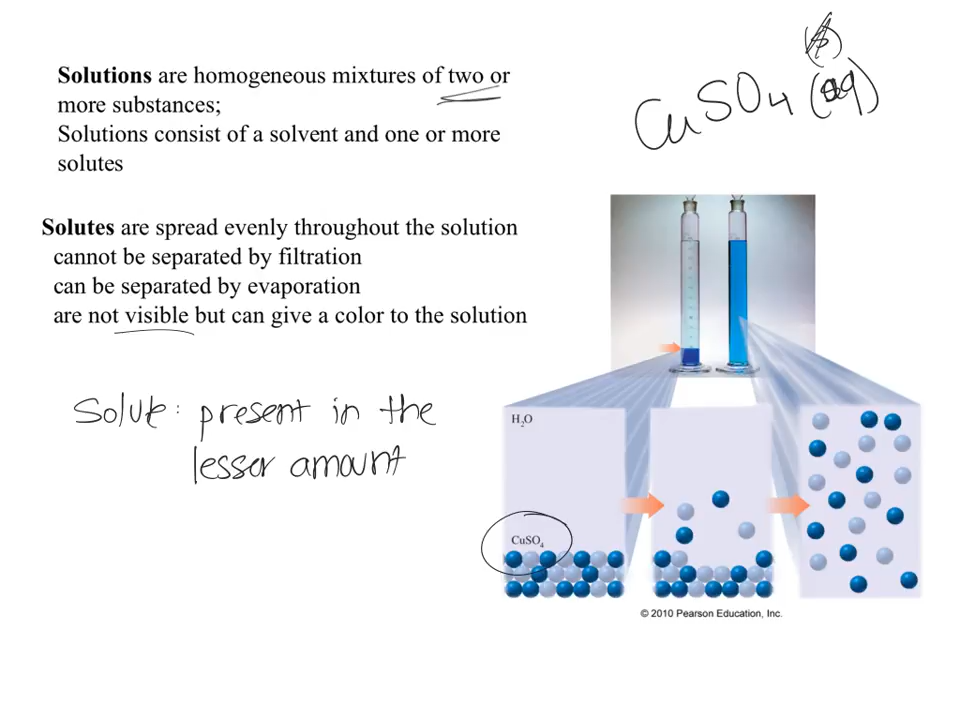 Solutions are homogeneous mixtures of two or
more substances;
Solutions consist of a solvent and one or more
solutes
CuSO4 (aq)
Solutes are spread evenly throughout the solution
cannot be separated by filtration
can be separated by evaporation
are not visible but can give a color to the solution
Solute: present in the
lesser amount
H₂O
CuSO₄
© 2010 Pearson Education, Inc.